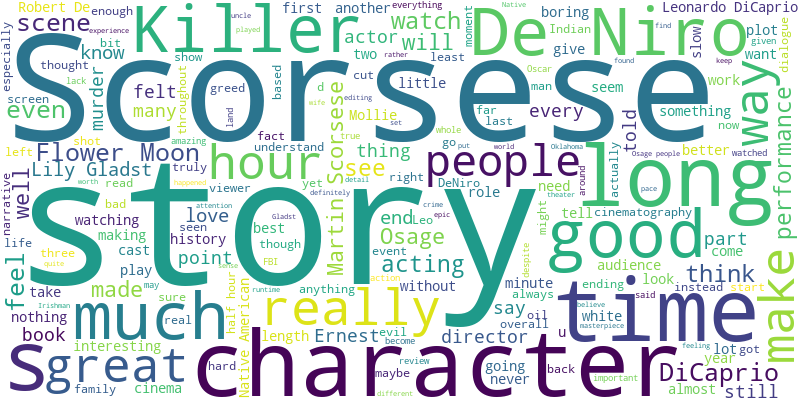 Robert De
enough
Killer
first
another
watch
everything
uncle
experience
played
De Niro
Native
Leonardo DiCaprio
scene
know
bit
show
thought
actor
will
boring
plot
moment
Indian
give
slow
want
given
dialogue
especially
Scorsese
murder
felt
greed
based
two
least
rather
Oscar
found
keep
work
way
screen
lack
cut
little
man
seem
even
many
throughout
land
wife
editing
d
Mollie
far
last
every
something
told
now
left
shot
fact
true
set
whole
Flower Moon
amazing
understand
hour
thing
see
go
put
world
people
Oklahoma
Osage people
long
better
watched
performance
narrative
well
Lily Gladst
truly
viewer
Martin Scorsese
right
DeNiro
role
crime
around
need
theater
pace
actually
worth
read
yet
detail
definitely
happened
story
bad
love
attention
Gladst
end
Leo
epic
might
tell
cinematography
good
part
come
make
watching
making
seen
best
history
though
Osage
life
three
cast
point
event
audience
think
feel
quite
play
FBI
acting
despite
look
take
may
sense
action
without
minute
ending
instead
start
made
sure
anything
always
said
time
nothing
real
runtime
really
say
overall
oil
believe
book
Irishman
half hour
much
white
masterpiece
interesting
length
Ernest
evil
director
u
lot
got
year
s
great
Native American
become
going
back
feeling
DiCaprio
hard
character
review
never
important
almost
still
family
cinema
maybe
different